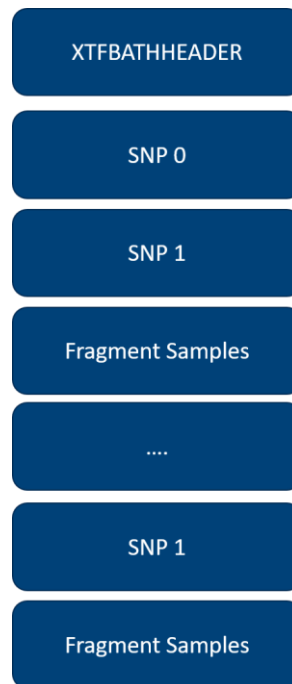 XTFBATHHEADER
SNP 0
SNP 1
Fragment Samples
....
SNP 1
Fragment Samples